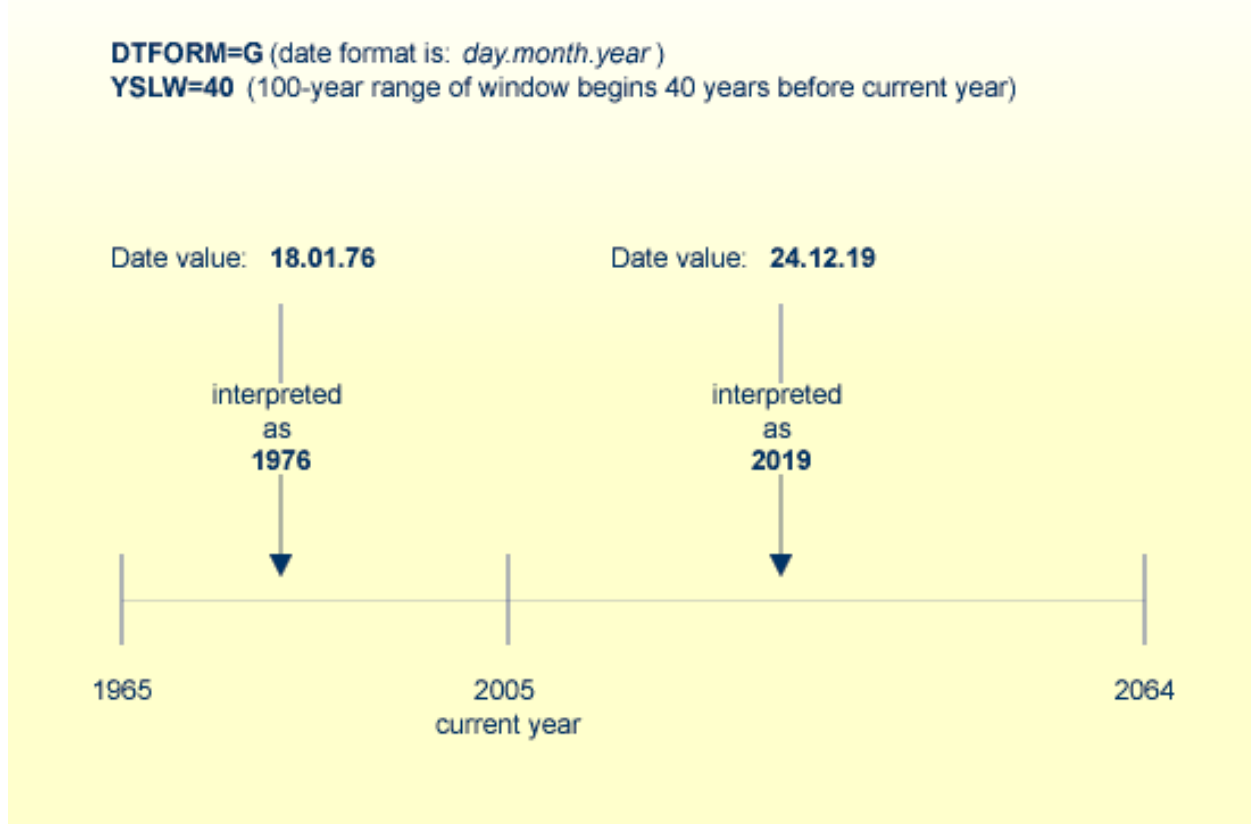 DTFORM=G (date format is: day.month.year )
YSLW=40 (100-year range of window begins 40 years before current year)
Date value: 18.01.76
Date value: 24.12.19
interpreted
as
1976
interpreted
as
2019
1965
2005
current year
2064